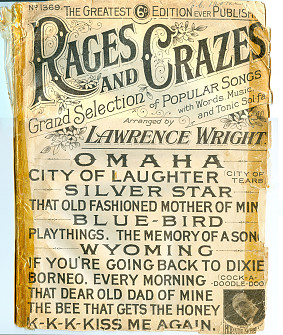 No 1369. THE GREATEST 6D EDITION EVER PUBLISH
RAGES
AND CRAZES
Grand Selection of POPULAR SONGS
with Words, Music,
and Tonic Sol-fa
Arranged by
LAWRENCE WRIGHT.
OMAHA
CITY OF LAUGHTER CITY OF TEARS
SILVER STAR
THAT OLD FASHIONED MOTHER OF MIN
BLUE-BIRD
PLAYTHINGS. THE MEMORY OF A SONG
WYOMING
IF YOU'RE GOING BACK TO DIXIE
BORNEO. EVERY MORNING COCK-A-DOODLE-DOO
THAT DEAR OLD DAD OF MINE
THE BEE THAT GETS THE HONEY
K-K-K-KISS ME AGAIN